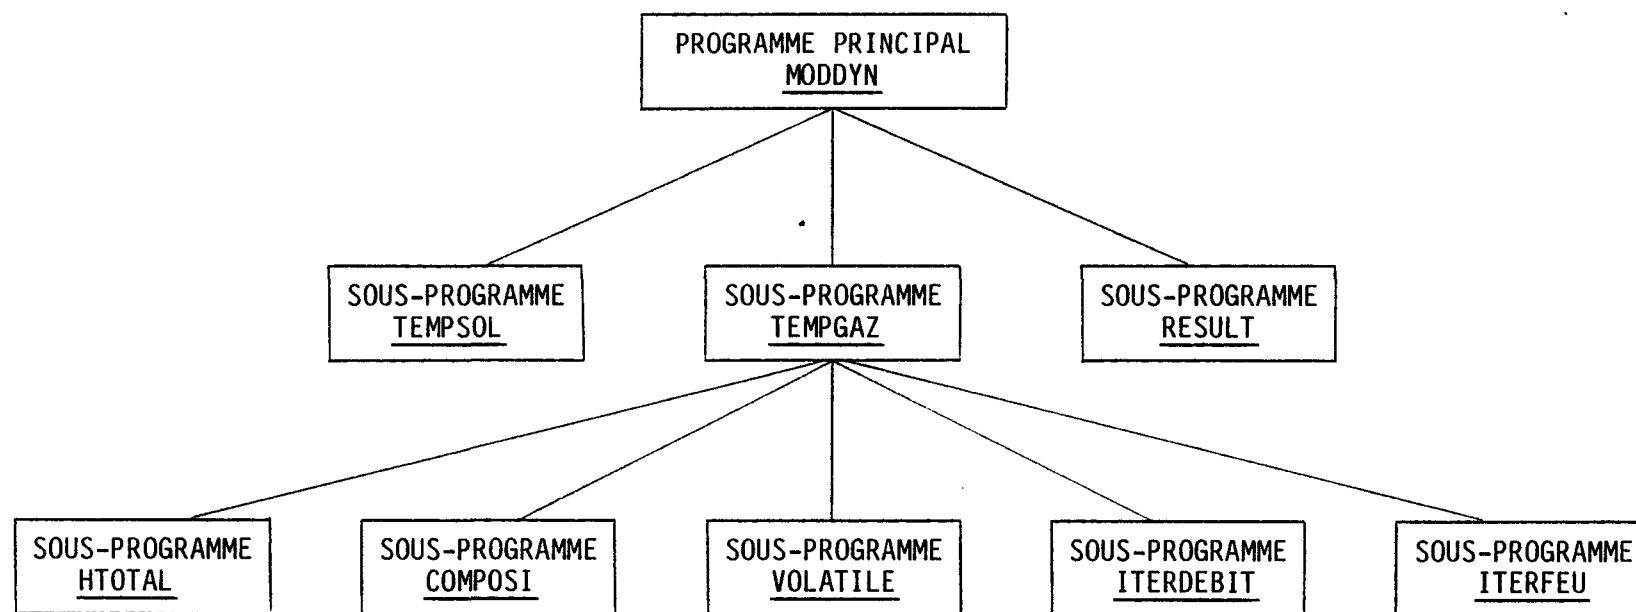 PROGRAMME PRINCIPAL
MODDYN
SOUS-PROGRAMME
TEMPSOL
SOUS-PROGRAMME
TEMPGAZ
SOUS-PROGRAMME
RESULT
SOUS-PROGRAMME
HTOTAL
SOUS-PROGRAMME
COMPOSI
SOUS-PROGRAMME
VOLATILE
SOUS-PROGRAMME
ITERDEBIT
SOUS-PROGRAMME
ITERFEU